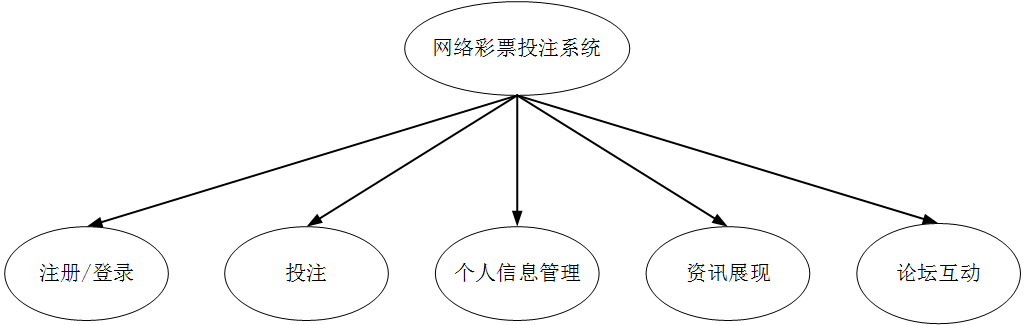 网络彩票投注系统
注册/登录
投注
个人信息管理
资讯展现
论坛互动